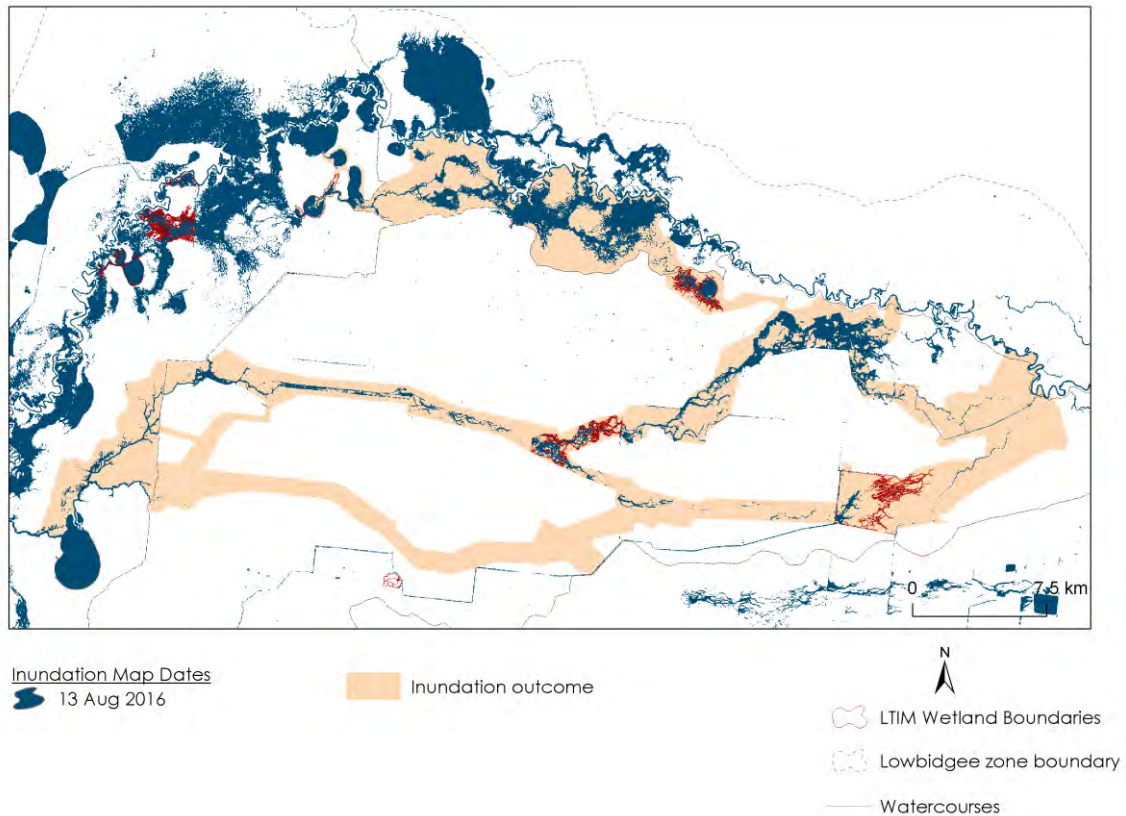 0 7.5 km
Inundation Map Dates
13 Aug 2016
Inundation outcome
N
LTIM Wetland Boundaries
Lowbidgee zone boundary
Watercourses